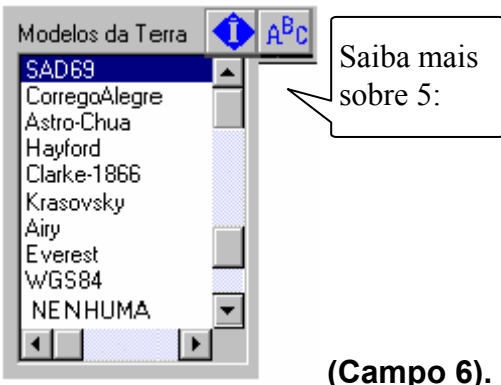 Modelos da Terra
I
ABC
SAD69
CorregoAlegre
Astro-Chua
Hayford
Clarke-1866
Krasovsky
Airy
Everest
WGS84
NENHUMA
Saiba mais
sobre 5:
(Campo 6).